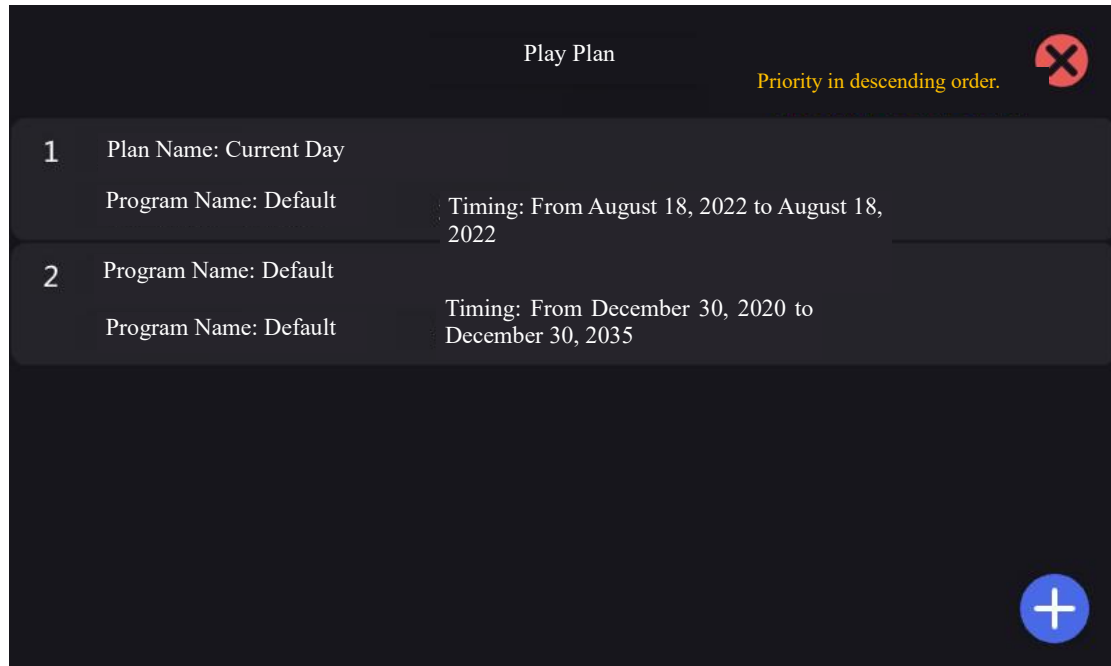 Play Plan
Priority in descending order.
1
Plan Name: Current Day
Program Name: Default
Timing: From August 18, 2022 to August 18,
2022
2
Program Name: Default
Program Name: Default
Timing: From December 30, 2020 to
December 30, 2035